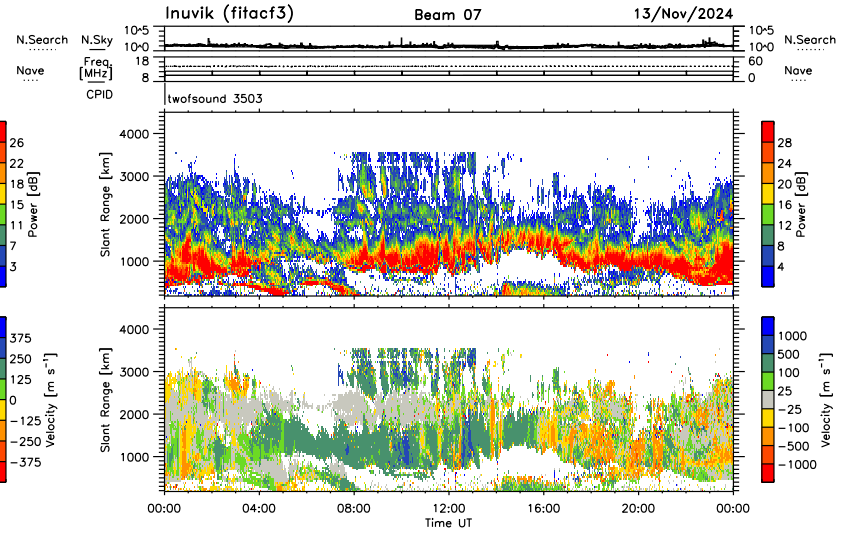 Inuvik (fitacf3) Beam 07 13/Nov/2024
N.Search N.Sky 10^5 10^0 10^5 10^0 N.Search
Nave Freq. [MHz] 18 8 60 0 Nave
CPID twofsound 3503
26 22 18 15 11 7 3
Power [dB]
4000 3000 2000 1000
Slant Range [km]
28 24 20 16 12 8 4
Power [dB]
375 250 125 0 −125 −250 −375
Velocity [m s⁻¹]
4000 3000 2000 1000
Slant Range [km]
1000 500 100 25 −25 −100 −500 −1000
Velocity [m s⁻¹]
00:00 04:00 08:00 12:00 16:00 20:00 00:00
Time UT